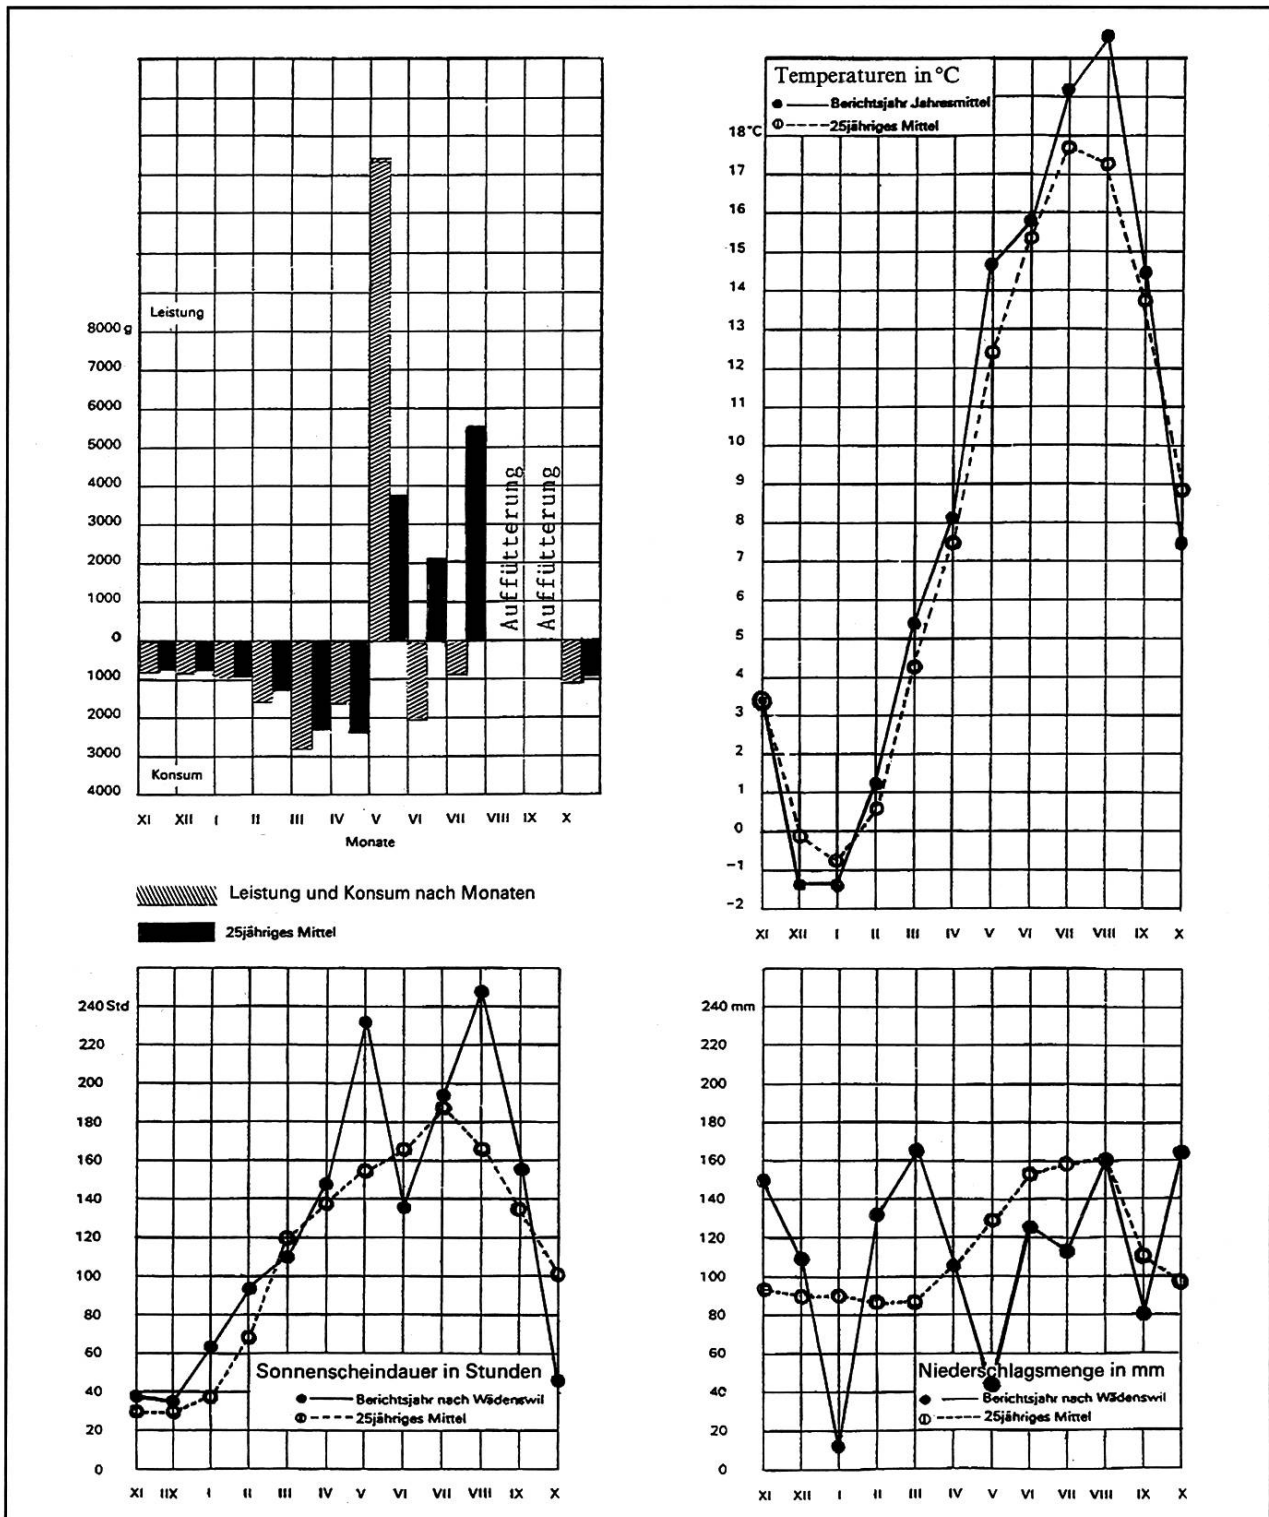 Leistung
8000 g
7000
6000
5000
4000
3000
2000
1000
0
1000
2000
3000
Konsum
4000
Auffütterung
Auffütterung
XI XII I II III IV V VI VII VIII IX X
Monate
Leistung und Konsum nach Monaten
25jähriges Mittel
Temperaturen in °C
Berichtsjahr Jahresmittel
25jähriges Mittel
18 °C
17
16
15
14
13
12
11
10
9
8
7
6
5
4
3
2
1
0
–1
–2
XI XII I II III IV V VI VII VIII IX X
240 Std
220
200
180
160
140
120
100
80
60
40
20
0
Sonnenscheindauer in Stunden
Berichtsjahr nach Wädenswil
25jähriges Mittel
XI IIX I II III IV V VI VII VIII IX X
240 mm
220
200
180
160
140
120
100
80
60
40
20
0
Niederschlagsmenge in mm
Berichtsjahr nach Wädenswil
25jähriges Mittel
XI XII I II III IV V VI VII VIII IX X